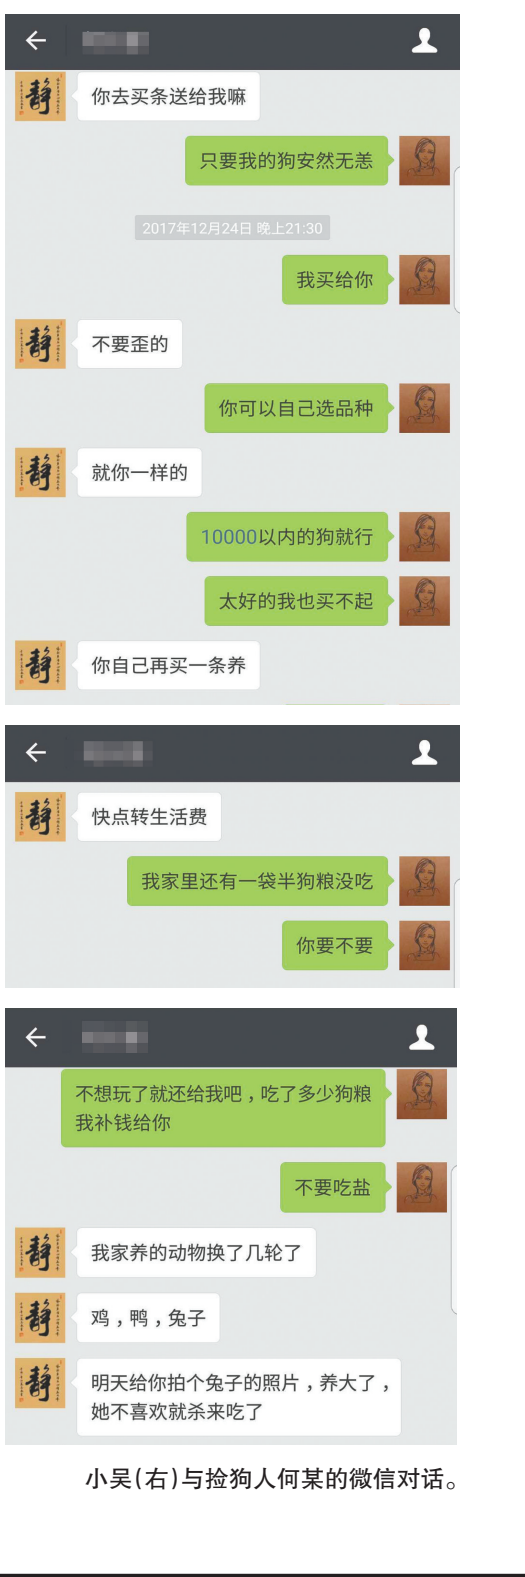 你去买条送给我嘛
只要我的狗安然无恙
2017年12月24日 晚上21:30
我买给你
不要歪的
你可以自己选品种
就你一样的
10000以内的狗就行
太好的我也买不起
你自己再买一条养
快点转生活费
我家里还有一袋半狗粮没吃
你要不要
不想玩了就还给我吧，吃了多少狗粮
我补钱给你
不要吃盐
我家养的动物换了几轮了
鸡，鸭，兔子
明天给你拍个兔子的照片，养大了，
她不喜欢就杀来吃了
小吴(右)与捡狗人何某的微信对话。
静